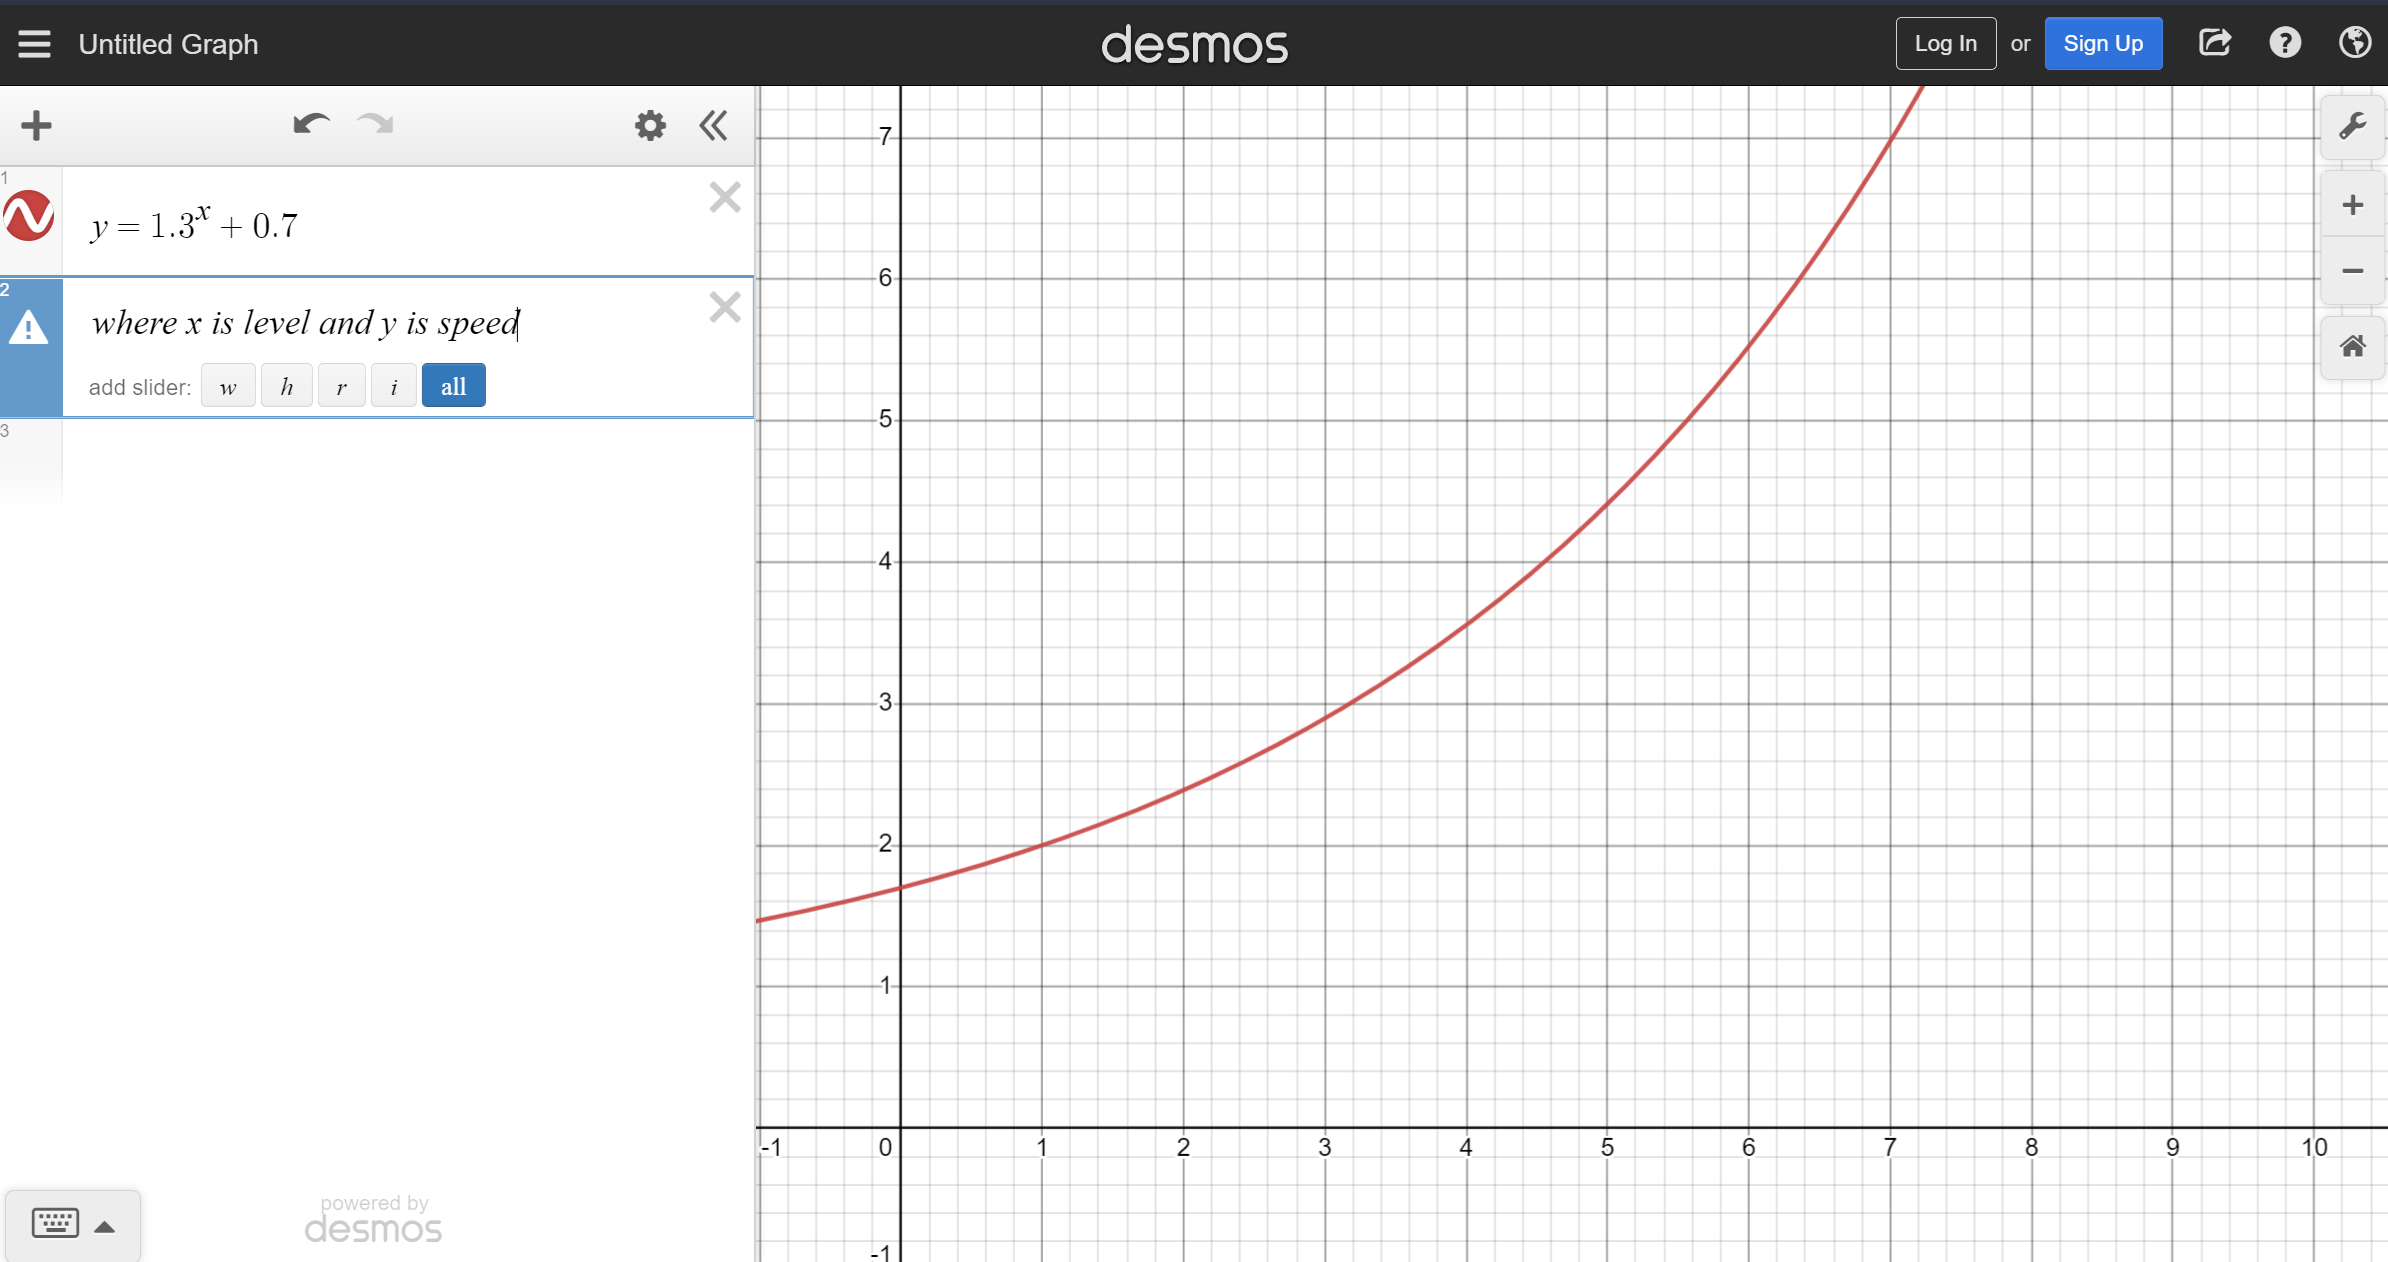 Untitled Graph
desmos
Log In or Sign Up
1
y = 1.3^x + 0.7
2
where x is level and y is speed
add slider: w h r i all
3
powered by
desmos
7
6
5
4
3
2
1
-1 0 1 2 3 4 5 6 7 8 9 10
-1